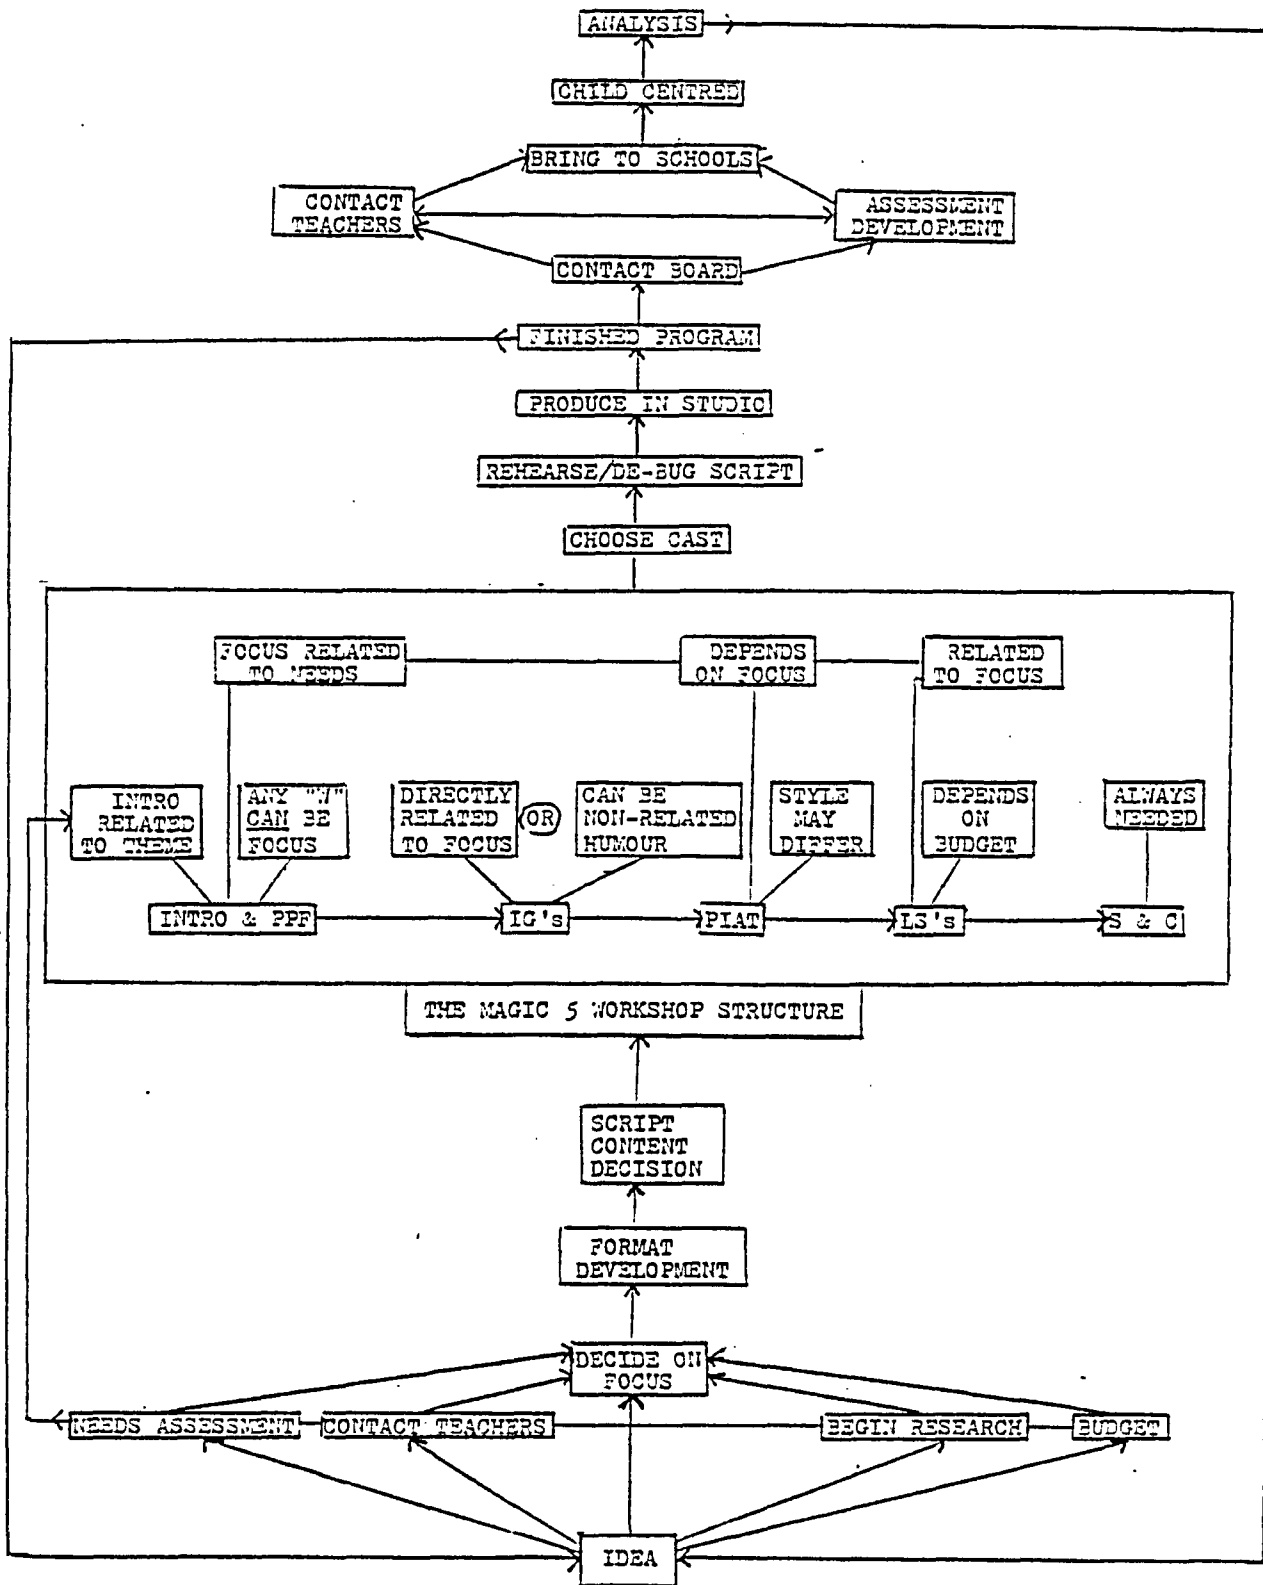 ANALYSIS
CHILD CENTRED
BRING TO SCHOOLS
CONTACT
TEACHERS
ASSESSMENT
DEVELOPMENT
CONTACT BOARD
FINISHED PROGRAM
PRODUCE IN STUDIO
REHEARSE/DE-BUG SCRIPT
CHOOSE CAST
FOCUS RELATED
TO NEEDS
DEPENDS
ON FOCUS
RELATED
TO FOCUS
INTRO
RELATED
TO THEME
ANY "W"
CAN BE
FOCUS
DIRECTLY
RELATED
TO FOCUS
OR
CAN BE
NON-RELATED
HUMOUR
STYLE
MAY
DIFFER
DEPENDS
ON
BUDGET
ALWAYS
NEEDED
INTRO & PPF
IG's
PIAT
LS's
S & C
THE MAGIC 5 WORKSHOP STRUCTURE
SCRIPT
CONTENT
DECISION
FORMAT
DEVELOPMENT
DECIDE ON
FOCUS
NEEDS ASSESSMENT
CONTACT TEACHERS
BEGIN RESEARCH
BUDGET
IDEA